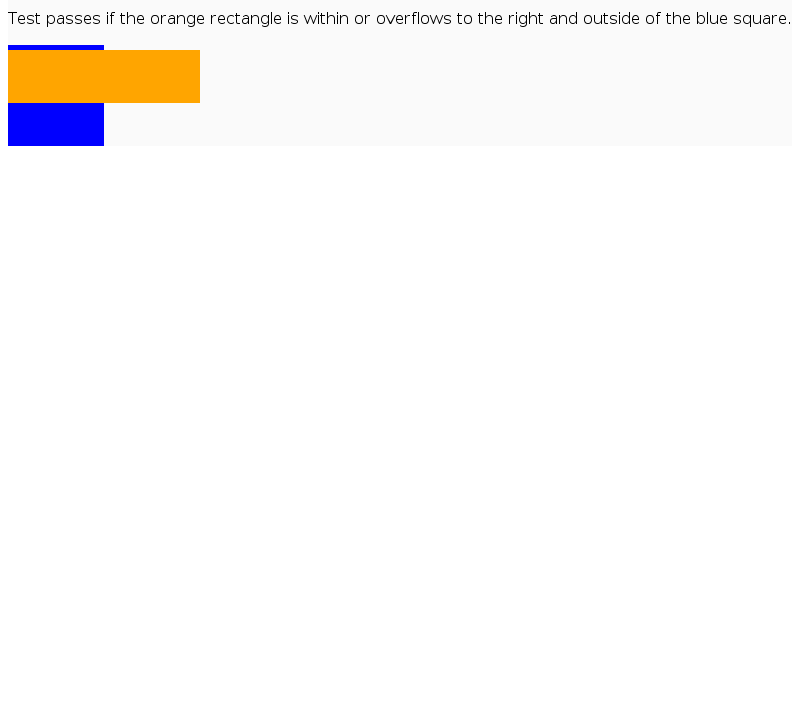 Test passes if the orange rectangle is within or overflows to the right and outside of the blue square.